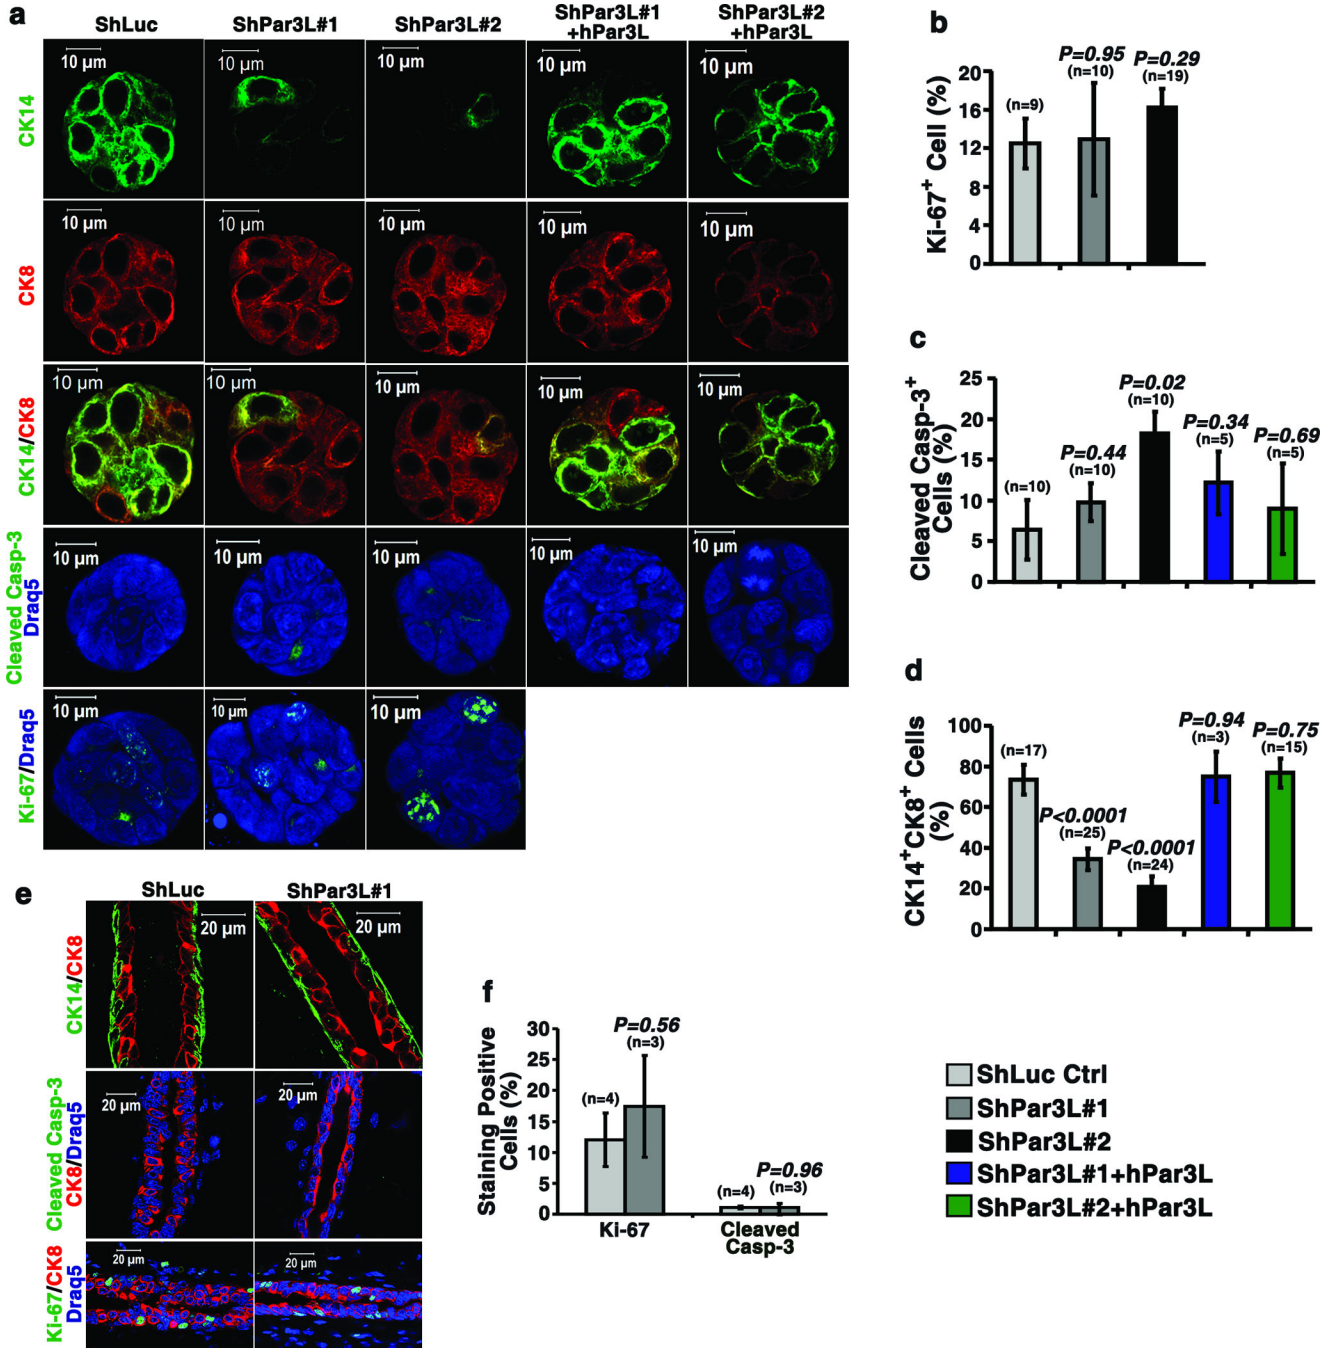 a
ShLuc
ShPar3L#1
ShPar3L#2
ShPar3L#1
+hPar3L
ShPar3L#2
+hPar3L
CK14
10 µm
10 µm
10 µm
10 µm
10 µm
CK8
10 µm
10 µm
10 µm
10 µm
10 µm
CK14/CK8
10 µm
10 µm
10 µm
10 µm
10 µm
Cleaved Casp-3
Draq5
10 µm
10 µm
10 µm
10 µm
10 µm
Ki-67/Draq5
10 µm
10 µm
10 µm
b
Ki-67+ Cell (%)
20
16
12
8
4
0
(n=9)
P=0.95
(n=10)
P=0.29
(n=19)
c
Cleaved Casp-3+
Cells (%)
25
20
15
10
5
0
(n=10)
P=0.44
(n=10)
P=0.02
(n=10)
P=0.34
(n=5)
P=0.69
(n=5)
d
CK14+CK8+ Cells
(%)
100
80
60
40
20
0
(n=17)
P<0.0001
(n=25)
P<0.0001
(n=24)
P=0.94
(n=3)
P=0.75
(n=15)
e
ShLuc
ShPar3L#1
CK14/CK8
20 µm
20 µm
Cleaved Casp-3
CK8/Draq5
20 µm
20 µm
Ki-67/CK8
Draq5
20 µm
20 µm
f
Staining Positive
Cells (%)
30
25
20
15
10
5
0
(n=4)
P=0.56
(n=3)
(n=4)
P=0.96
(n=3)
Ki-67
Cleaved
Casp-3
ShLuc Ctrl
ShPar3L#1
ShPar3L#2
ShPar3L#1+hPar3L
ShPar3L#2+hPar3L